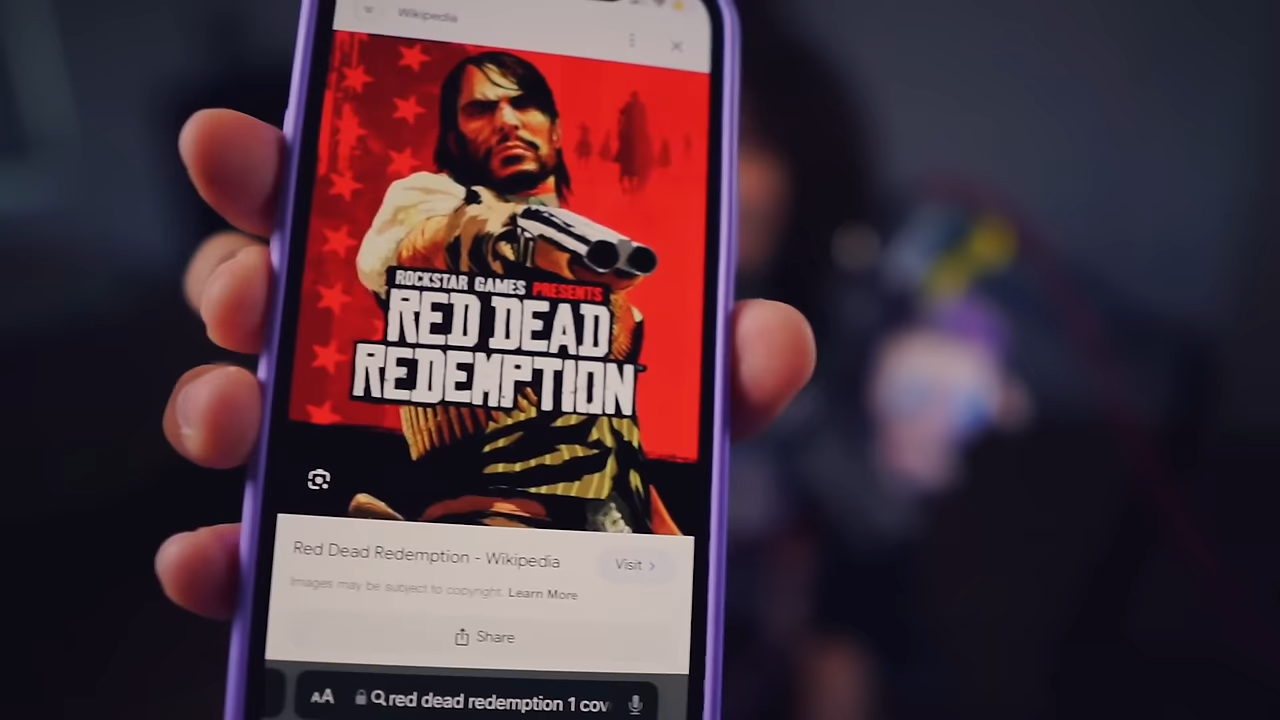 Wikipedia
ROCKSTAR GAMES PRESENTS
RED DEAD
REDEMPTION
Red Dead Redemption - Wikipedia
Visit >
Images may be subject to copyright. Learn More
Share
AA
red dead redemption 1 cov